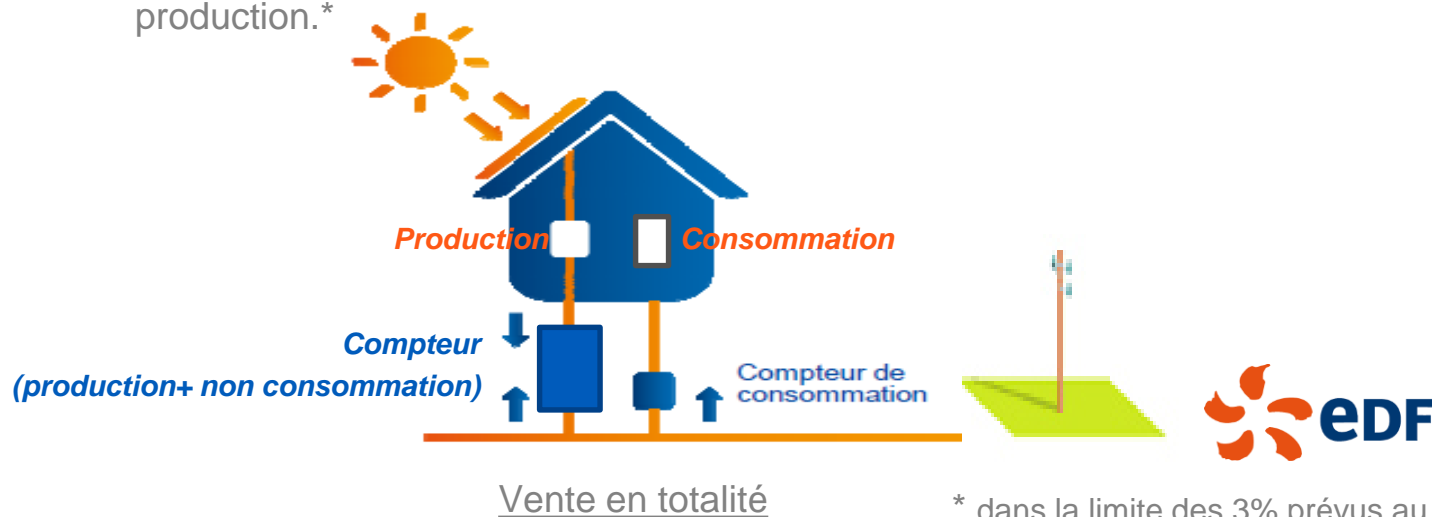 production.*
Production
Consommation
Compteur
(production+ non consommation)
Compteur de
consommation
eDF
Vente en totalité
* dans la limite des 3% prévus au